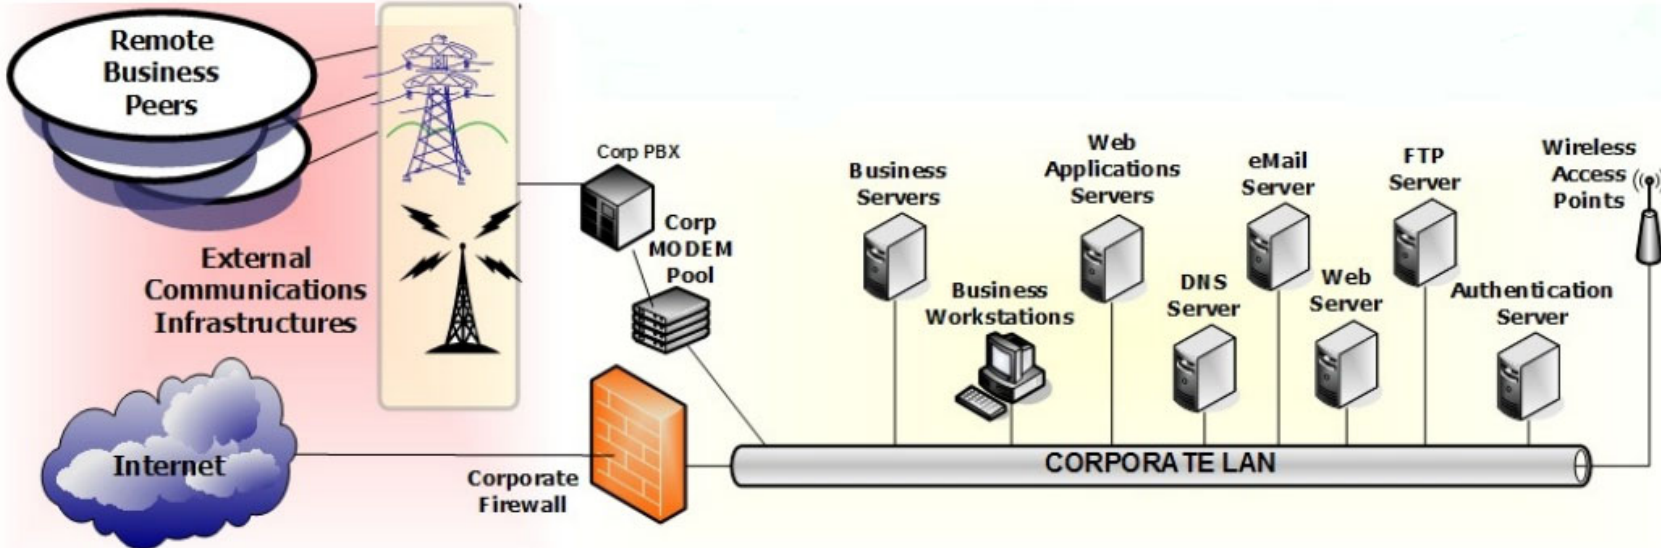 Remote
Business
Peers
External
Communications
Infrastructures
Internet
Corp PBX
Corp
MODEM
Pool
Corporate
Firewall
Business
Servers
Business
Workstations
Web
Applications
Servers
DNS
Server
eMail
Server
Web
Server
FTP
Server
Authentication
Server
Wireless
Access
Points
CORPORATE LAN